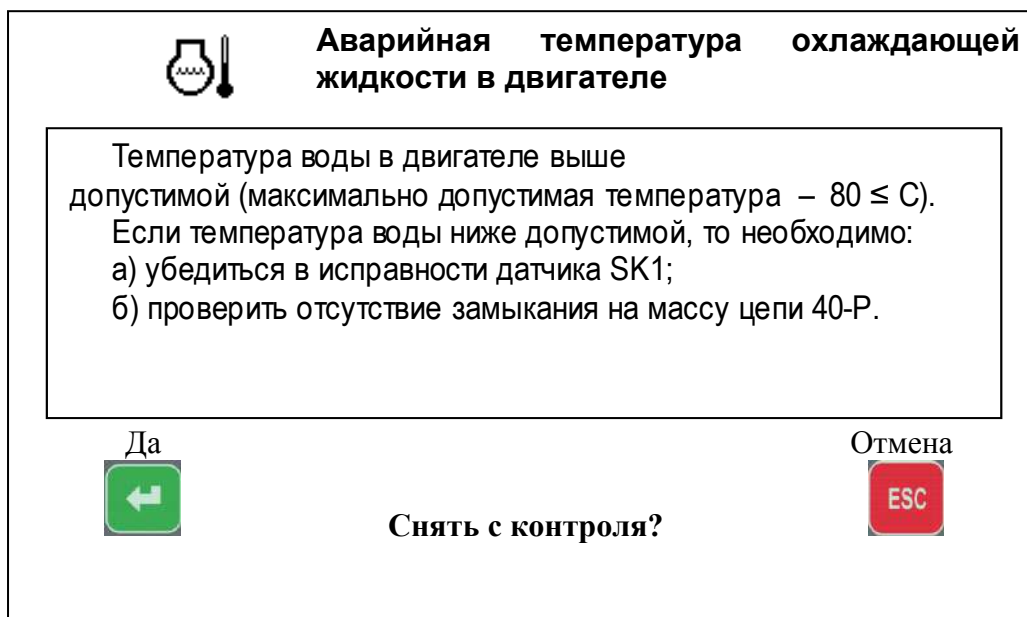 Аварийная температура охлаждающей
жидкости в двигателе
Температура воды в двигателе выше
допустимой (максимально допустимая температура – 80 ≤ С).
Если температура воды ниже допустимой, то необходимо:
а) убедиться в исправности датчика SK1;
б) проверить отсутствие замыкания на массу цепи 40-Р.
Да
Отмена
ESC
Снять с контроля?